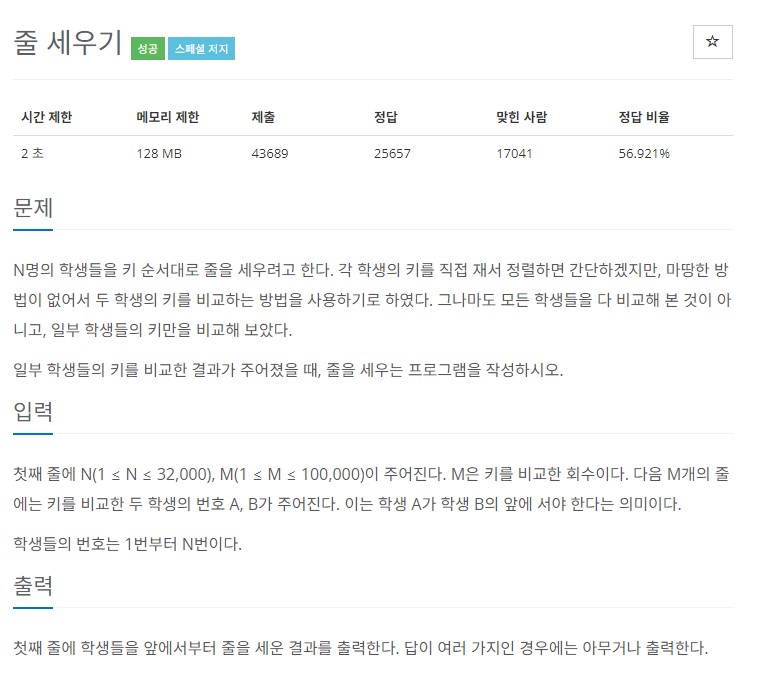 줄 세우기 성공 스페셜 저지 ☆
시간 제한 메모리 제한 제출 정답 맞힌 사람 정답 비율
2 초 128 MB 43689 25657 17041 56.921%
문제
N명의 학생들을 키 순서대로 줄을 세우려고 한다. 각 학생의 키를 직접 재서 정렬하면 간단하겠지만, 마땅한 방
법이 없어서 두 학생의 키를 비교하는 방법을 사용하기로 하였다. 그나마도 모든 학생들을 다 비교해 본 것이 아
니고, 일부 학생들의 키만을 비교해 보았다.
일부 학생들의 키를 비교한 결과가 주어졌을 때, 줄을 세우는 프로그램을 작성하시오.
입력
첫째 줄에 N(1 ≤ N ≤ 32,000), M(1 ≤ M ≤ 100,000)이 주어진다. M은 키를 비교한 회수이다. 다음 M개의 줄
에는 키를 비교한 두 학생의 번호 A, B가 주어진다. 이는 학생 A가 학생 B의 앞에 서야 한다는 의미이다.
학생들의 번호는 1번부터 N번이다.
출력
첫째 줄에 학생들을 앞에서부터 줄을 세운 결과를 출력한다. 답이 여러 가지인 경우에는 아무거나 출력한다.